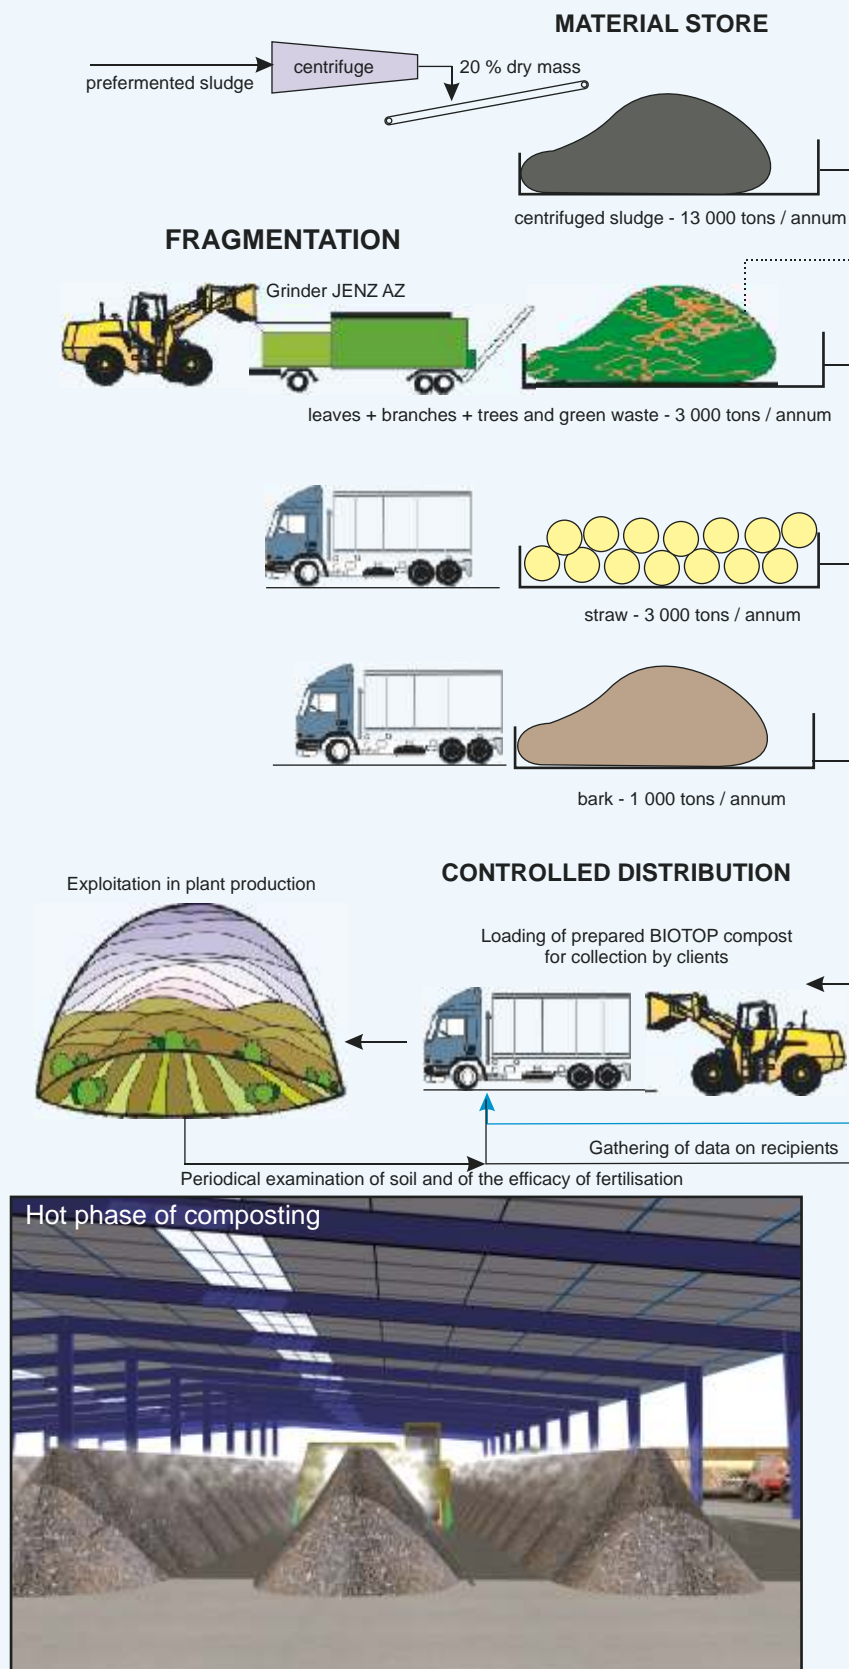 MATERIAL STORE
prefermented sludge
centrifuge
20 % dry mass
centrifuged sludge - 13 000 tons / annum
FRAGMENTATION
Grinder JENZ AZ
leaves + branches + trees and green waste - 3 000 tons / annum
straw - 3 000 tons / annum
bark - 1 000 tons / annum
CONTROLLED DISTRIBUTION
Exploitation in plant production
Loading of prepared BIOTOP compost
for collection by clients
Gathering of data on recipients
Periodical examination of soil and of the efficacy of fertilisation
Hot phase of composting